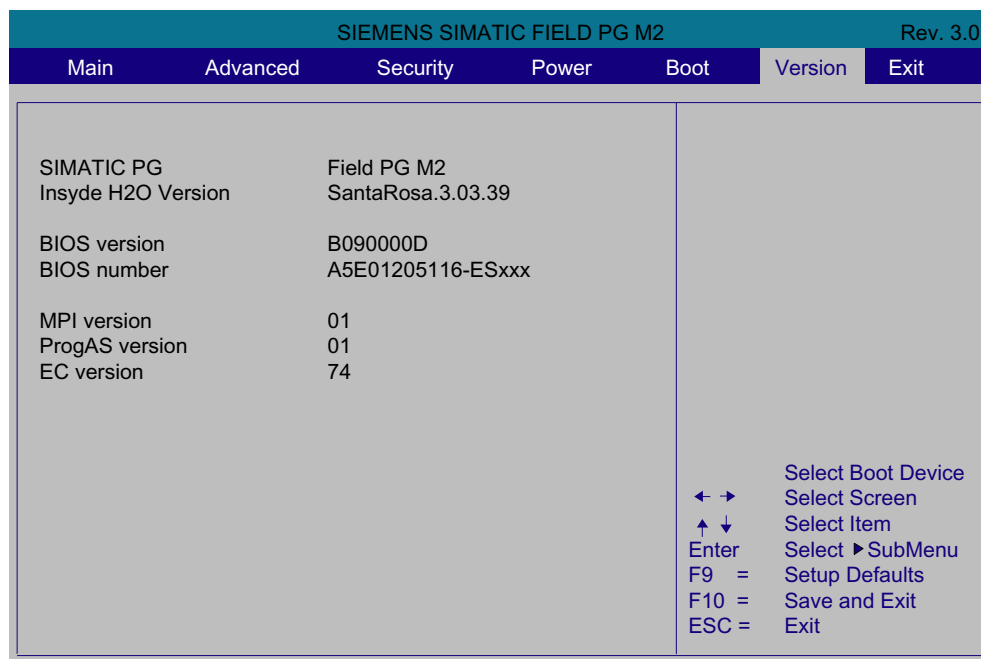 SIEMENS SIMATIC FIELD PG M2 Rev. 3.0
Main Advanced Security Power Boot Version Exit
SIMATIC PG Field PG M2
Insyde H2O Version SantaRosa.3.03.39
BIOS version B090000D
BIOS number A5E01205116-ESxxx
MPI version 01
ProgAS version 01
EC version 74
Select Boot Device
← → Select Screen
↑ ↓ Select Item
Enter Select ▶ SubMenu
F9 = Setup Defaults
F10 = Save and Exit
ESC = Exit